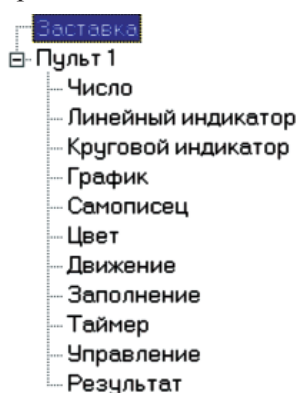 Заставка
Пульт 1
Число
Линейный индикатор
Круговой индикатор
График
Самописец
Цвет
Движение
Заполнение
Таймер
Управление
Результат